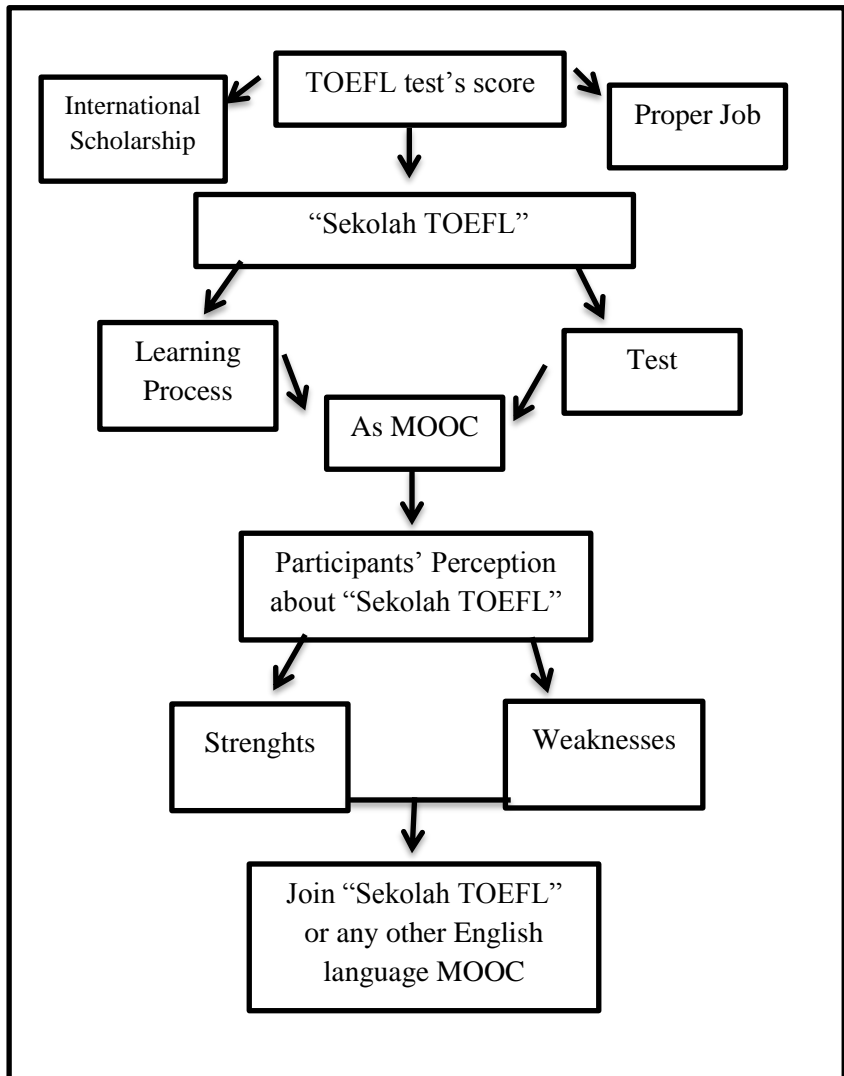 TOEFL test's score
International
Scholarship
Proper Job
“Sekolah TOEFL”
Learning
Process
Test
As MOOC
Participants’ Perception
about “Sekolah TOEFL”
Strenghts
Weaknesses
Join “Sekolah TOEFL”
or any other English
language MOOC